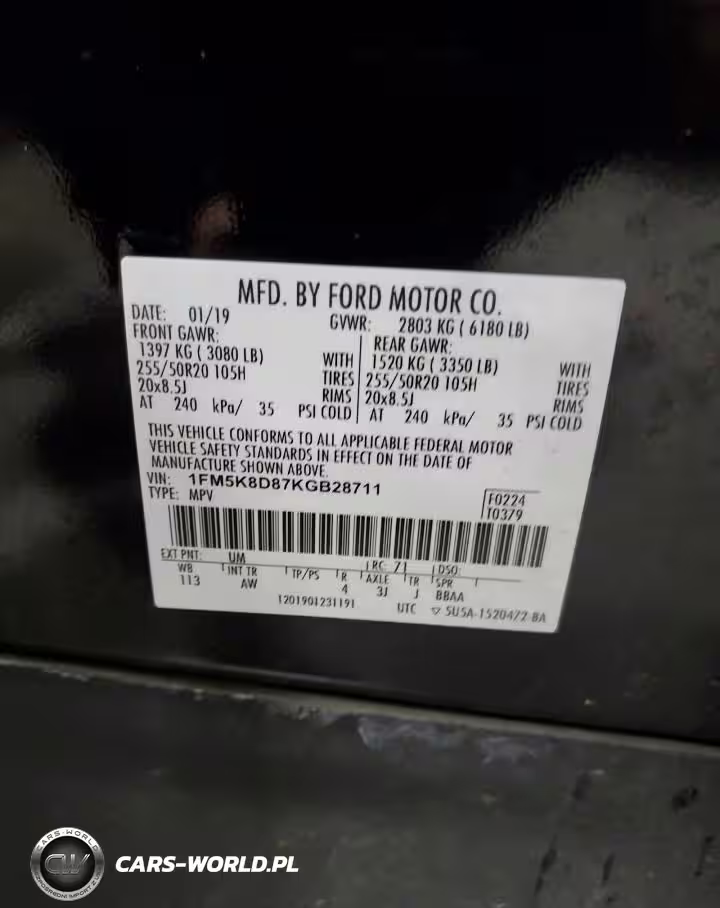 MFD. BY FORD MOTOR CO.
DATE: 01/19 GVWR: 2803 KG ( 6180 LB)
FRONT GAWR: REAR GAWR:
1397 KG ( 3080 LB) WITH 1520 KG ( 3350 LB) WITH
255/50R20 105H TIRES 255/50R20 105H TIRES
20x8.5J RIMS 20x8.5J RIMS
AT 240 kPa/ 35 PSI COLD AT 240 kPa/ 35 PSI COLD
THIS VEHICLE CONFORMS TO ALL APPLICABLE FEDERAL MOTOR
VEHICLE SAFETY STANDARDS IN EFFECT ON THE DATE OF
MANUFACTURE SHOWN ABOVE.
VIN: 1FM5K8D87KGB28711
TYPE: MPV
F0224
T0379
EXT PNT: UM RC: 71 DSO:
WB INT TR TP/PS R AXLE TR SPR
113 AW 4 3J J BBAA
1201901231191 UTC ▽ 5U5A-1520472-BA
CARS-WORLD
CW
CARS-WORLD.PL